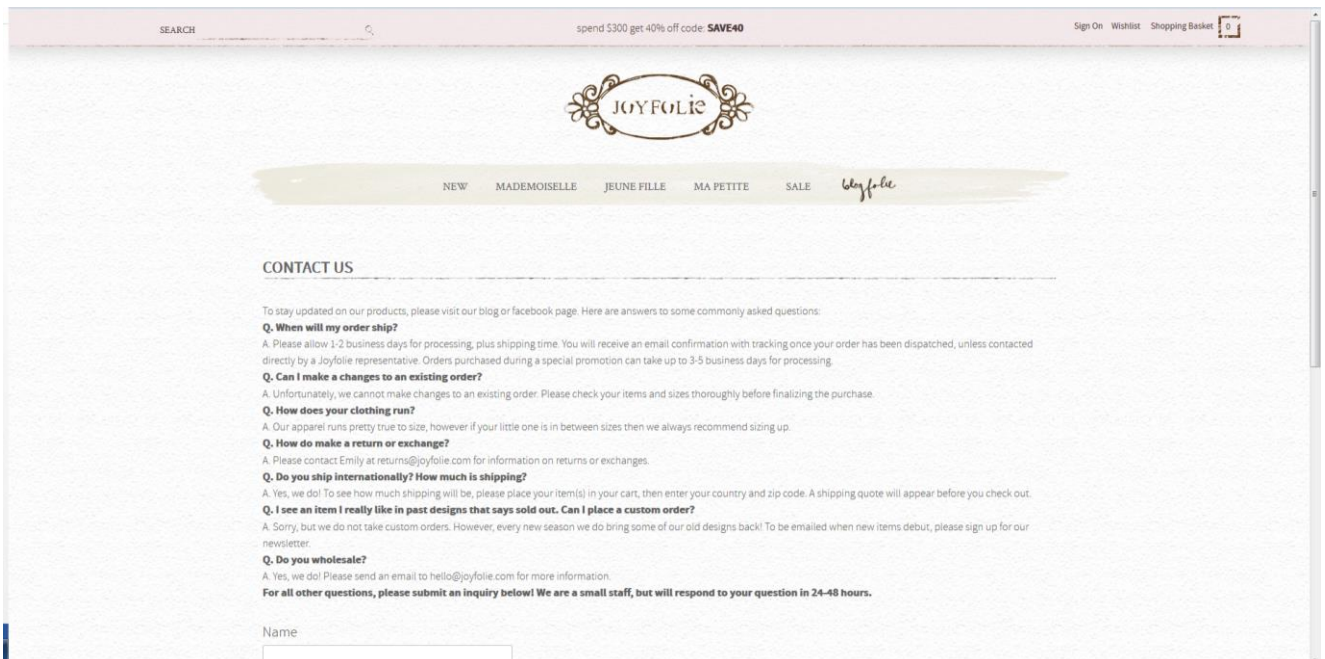 SEARCH
spend $300 get 40% off code: SAVE40
Sign On Wishlist Shopping Basket 0
JOYFOLIE
NEW MADEMOISELLE JEUNE FILLE MA PETITE SALE blogfolie
CONTACT US
To stay updated on our products, please visit our blog or facebook page. Here are answers to some commonly asked questions:
Q. When will my order ship?
A. Please allow 1-2 business days for processing, plus shipping time. You will receive an email confirmation with tracking once your order has been dispatched, unless contacted
directly by a Joyfolie representative. Orders purchased during a special promotion can take up to 3-5 business days for processing.
Q. Can I make a changes to an existing order?
A. Unfortunately, we cannot make changes to an existing order. Please check your items and sizes thoroughly before finalizing the purchase.
Q. How does your clothing run?
A. Our apparel runs pretty true to size, however if your little one is in between sizes then we always recommend sizing up.
Q. How do make a return or exchange?
A. Please contact Emily at returns@joyfolie.com for information on returns or exchanges.
Q. Do you ship internationally? How much is shipping?
A. Yes, we do! To see how much shipping will be, please place your item(s) in your cart, then enter your country and zip code. A shipping quote will appear before you check out.
Q. I see an item I really like in past designs that says sold out. Can I place a custom order?
A. Sorry, but we do not take custom orders. However, every new season we do bring some of our old designs back! To be emailed when new items debut, please sign up for our
newsletter.
Q. Do you wholesale?
A. Yes, we do! Please send an email to hello@joyfolie.com for more information.
For all other questions, please submit an inquiry below! We are a small staff, but will respond to your question in 24-48 hours.
Name